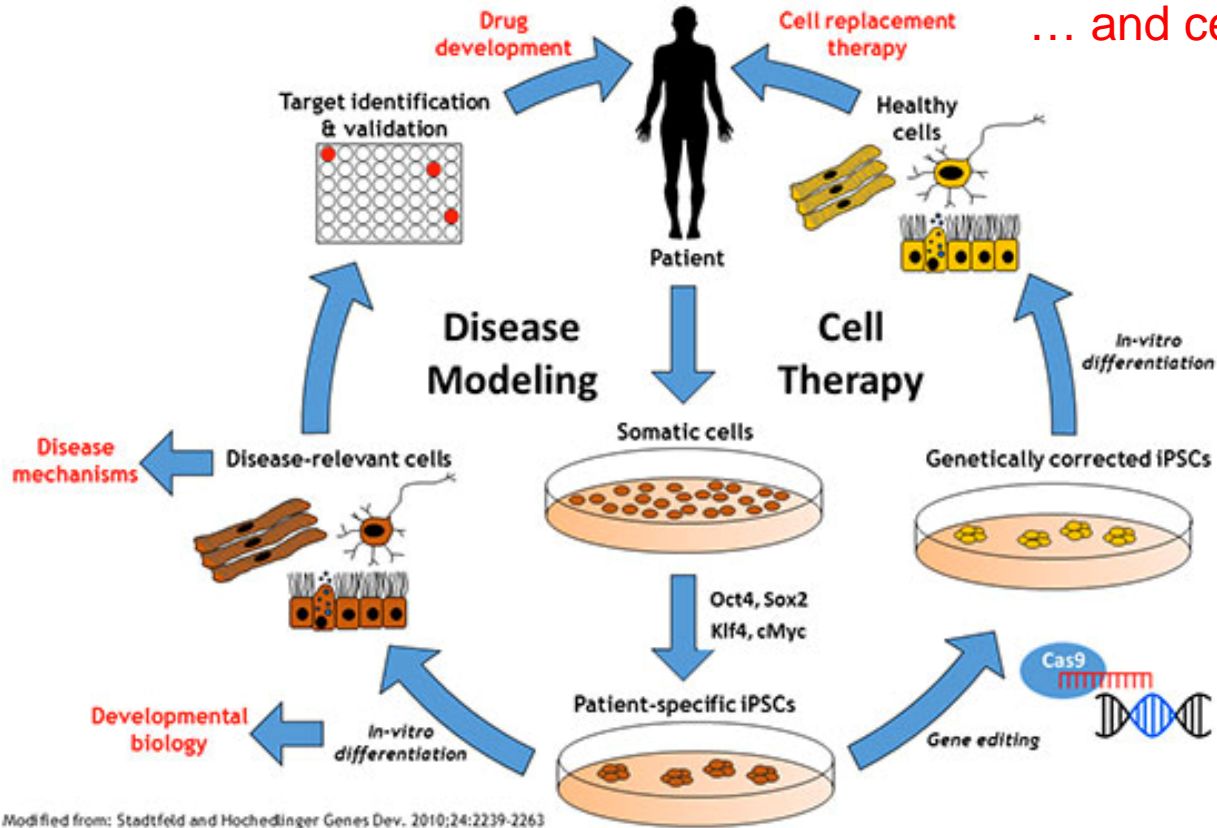 … and ce
Drug
development
Cell replacement
therapy
Target identification
& validation
Healthy
cells
Patient
Disease
Modeling
Cell
Therapy
In-vitro
differentiation
Somatic cells
Disease
mechanisms
Disease-relevant cells
Genetically corrected iPSCs
Oct4, Sox2
Klf4, cMyc
Cas9
Patient-specific iPSCs
Developmental
biology
In-vitro
differentiation
Gene editing
Modified from: Stadtfeld and Hochedlinger Genes Dev. 2010;24:2239-2263